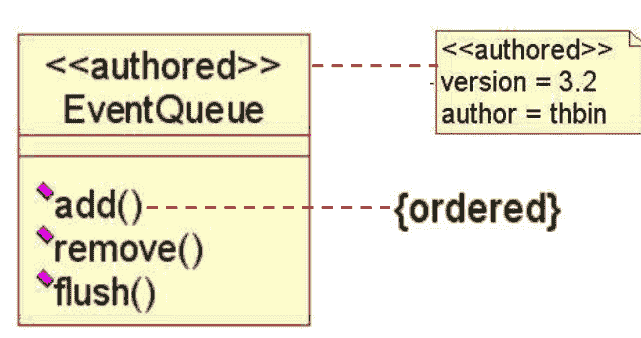 <<authored>>
EventQueue
add()
remove()
flush()
<<authored>>
version = 3.2
author = thbin
{ordered}